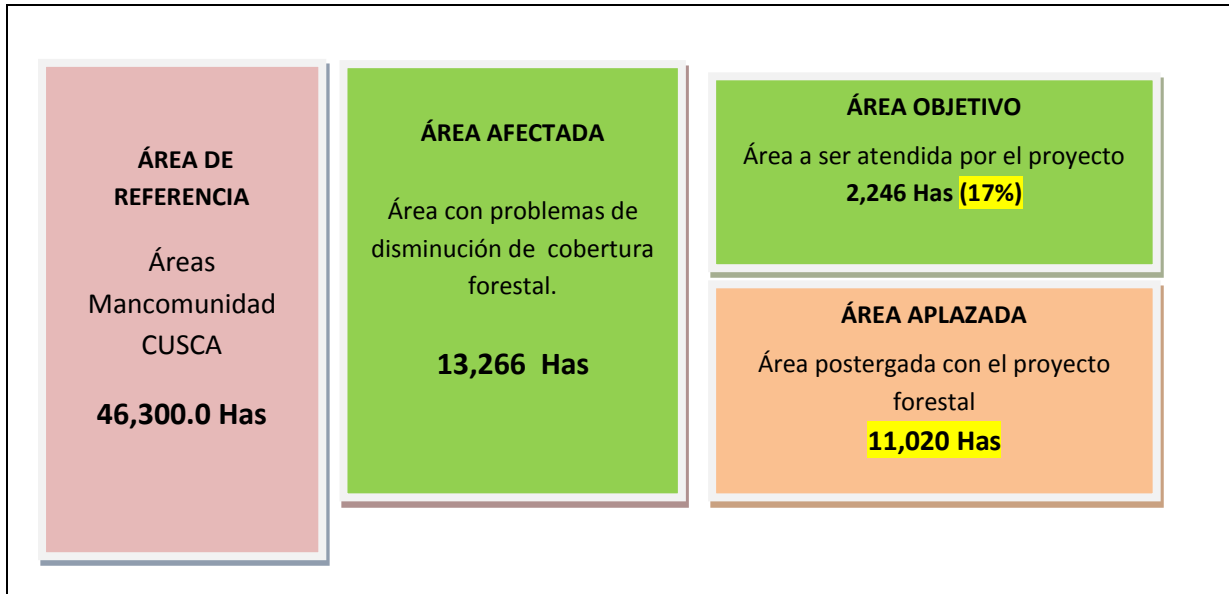 ÁREA DE
REFERENCIA
Áreas
Mancomunidad
CUSCA
46,300.0 Has
ÁREA AFECTADA
Área con problemas de
disminución de cobertura
forestal.
13,266 Has
ÁREA OBJETIVO
Área a ser atendida por el proyecto
2,246 Has (17%)
ÁREA APLAZADA
Área postergada con el proyecto
forestal
11,020 Has